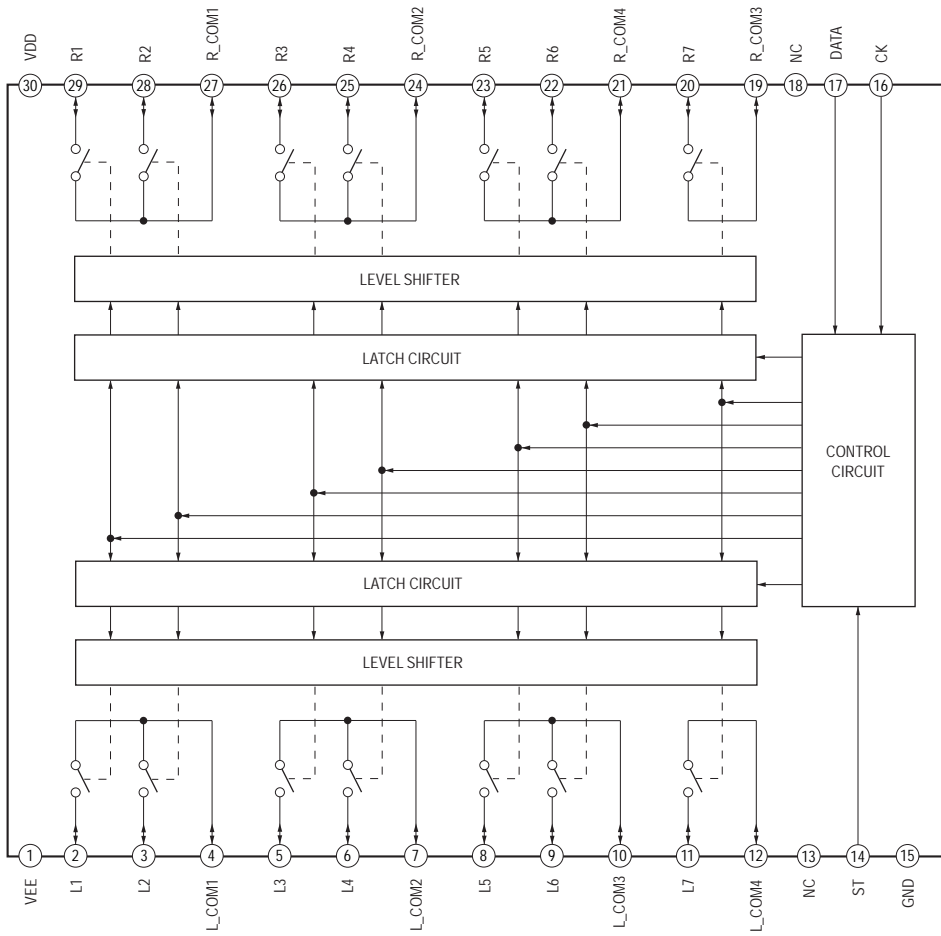 VDD
R1
R2
R_COM1
R3
R4
R_COM2
R5
R6
R_COM4
R7
R_COM3
NC
DATA
CK
30
29
28
27
26
25
24
23
22
21
20
19
18
17
16
LEVEL SHIFTER
LATCH CIRCUIT
CONTROL
CIRCUIT
LATCH CIRCUIT
LEVEL SHIFTER
1
2
3
4
5
6
7
8
9
10
11
12
13
14
15
VEE
L1
L2
L_COM1
L3
L4
L_COM2
L5
L6
L_COM3
L7
L_COM4
NC
ST
GND